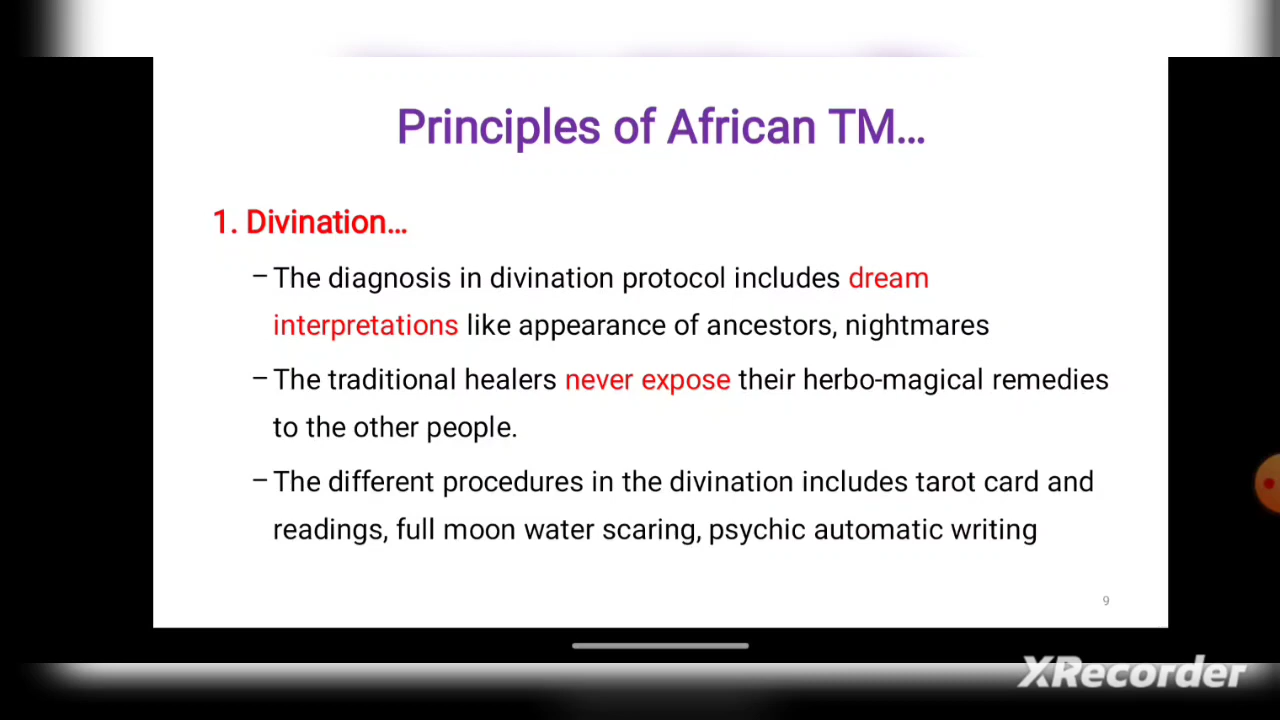 Principles of African TM...
1. Divination...
– The diagnosis in divination protocol includes dream
interpretations like appearance of ancestors, nightmares
– The traditional healers never expose their herbo-magical remedies
to the other people.
– The different procedures in the divination includes tarot card and
readings, full moon water scaring, psychic automatic writing
9
XRecorder